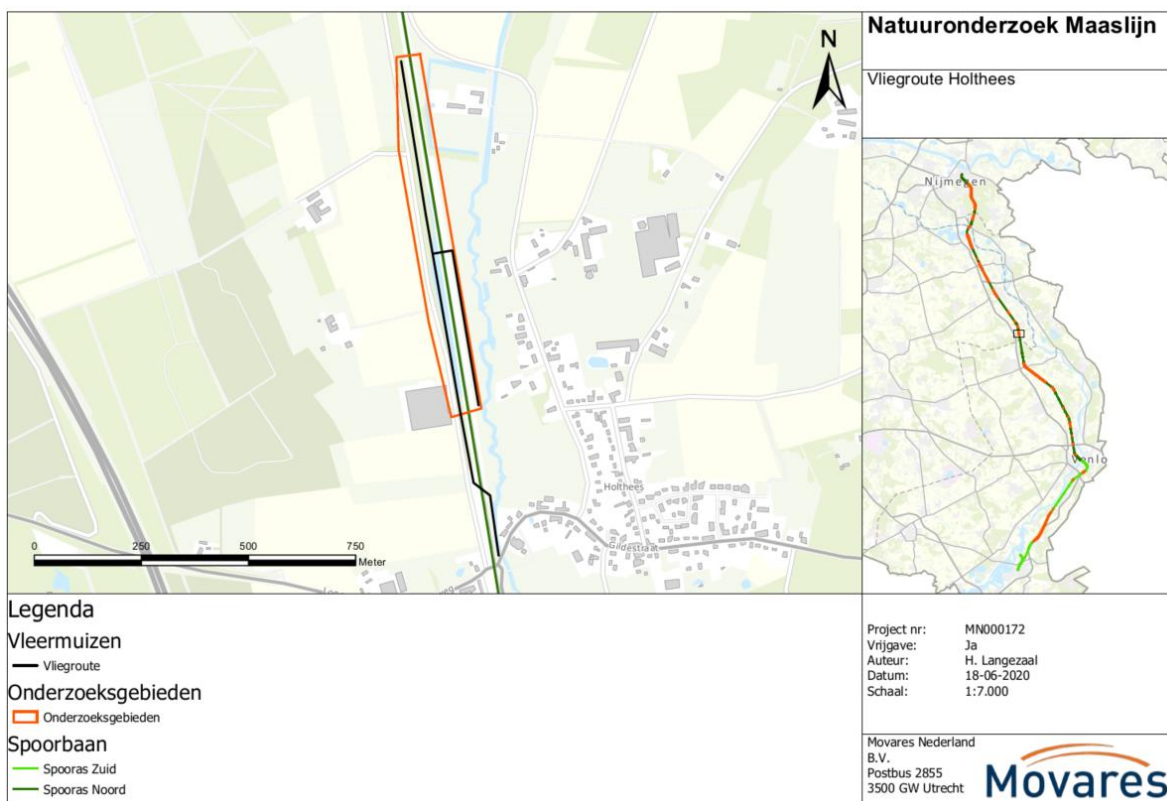 Natuuronderzoek Maaslijn
Vliegroute Holthees
N
Nijmegen
Venlo
Holthees
Gildestraat
0 250 500 750
Meter
Legenda
Vleermuizen
Vliegroute
Onderzoeksgebieden
Onderzoeksgebieden
Spoorbaan
Spooras Zuid
Spooras Noord
Project nr: MN000172
Vrijgave: Ja
Auteur: H. Langezaal
Datum: 18-06-2020
Schaal: 1:7.000
Movares Nederland
B.V.
Postbus 2855
3500 GW Utrecht
Movares